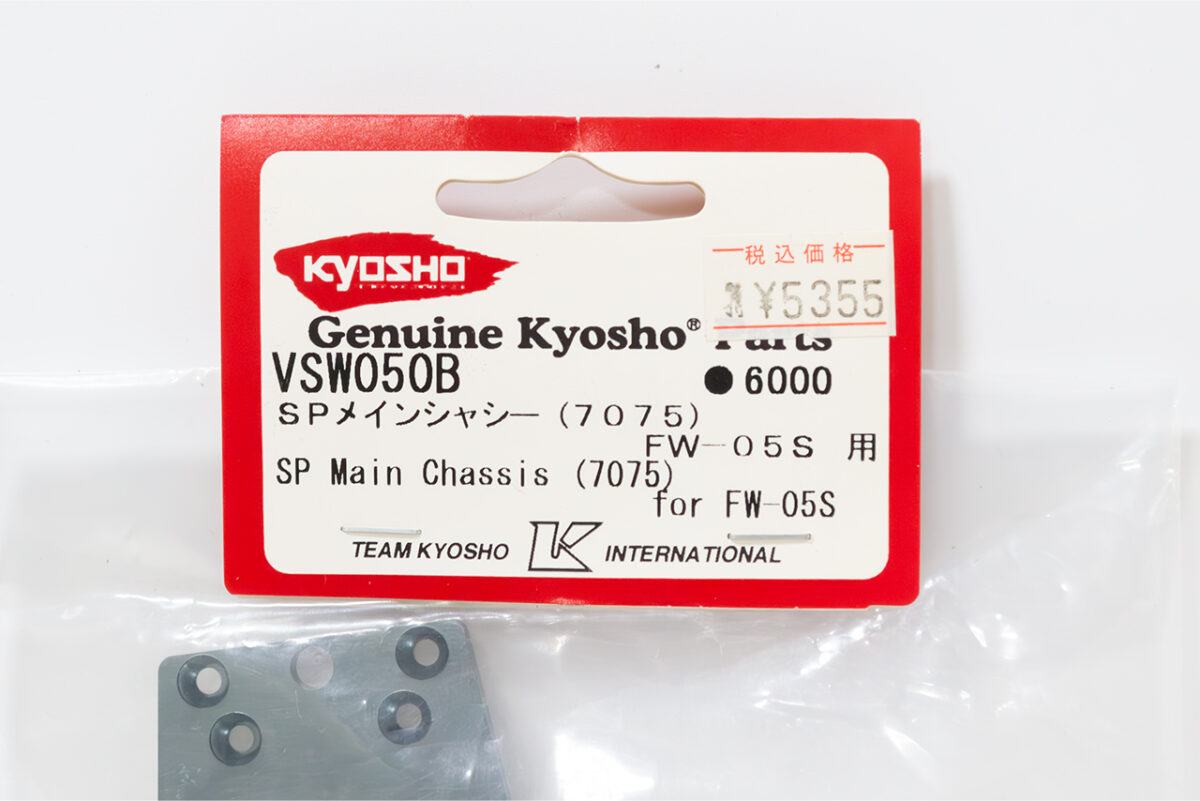 KYOSHO
税込価格
¥5355
Genuine Kyosho® Parts
VSW050B
●6000
SPメインシャシー(7075)
FW-05S 用
SP Main Chassis (7075)
for FW-05S
TEAM KYOSHO K INTERNATIONAL